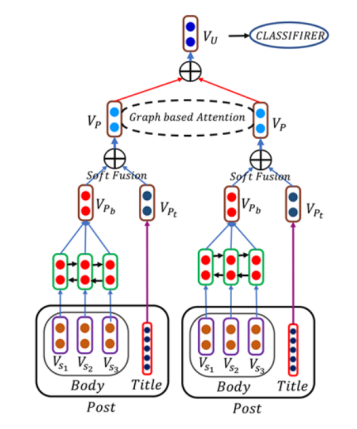 V_U
CLASSIFIRER
V_P
Graph based Attention
V_P
Soft Fusion
Soft Fusion
V_{P_b}
V_{P_t}
V_{P_b}
V_{P_t}
V_{S_1} V_{S_2} V_{S_3}
V_{S_1} V_{S_2} V_{S_3}
Body
Title
Body
Title
Post
Post